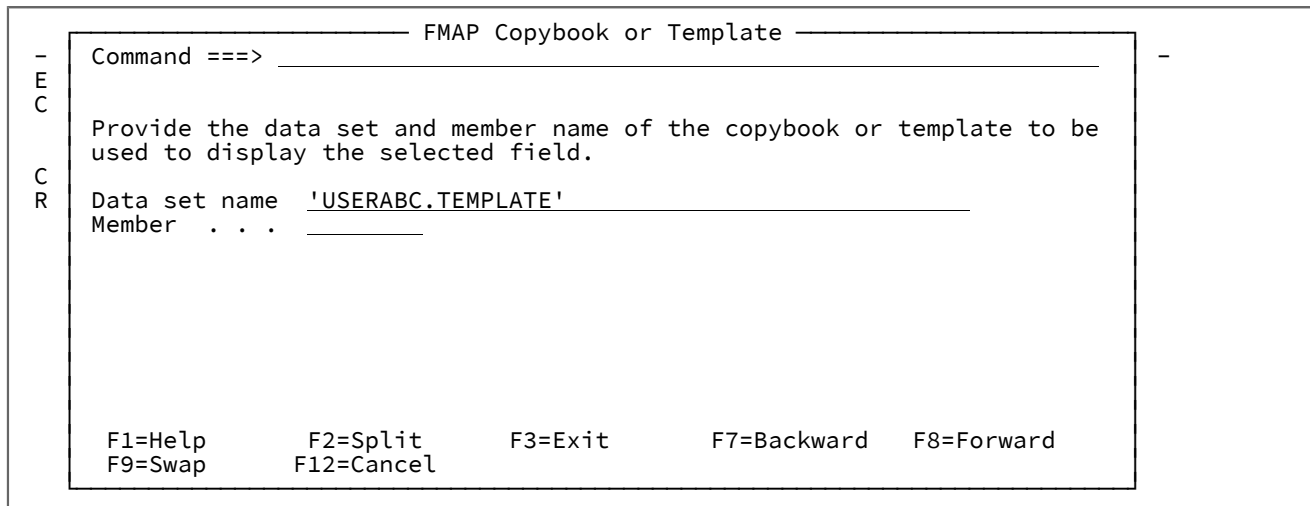 FMAP Copybook or Template
– Command ===> –
E
C
Provide the data set and member name of the copybook or template to be
used to display the selected field.
C
R Data set name 'USERABC.TEMPLATE'
Member . . .
F1=Help F2=Split F3=Exit F7=Backward F8=Forward
F9=Swap F12=Cancel